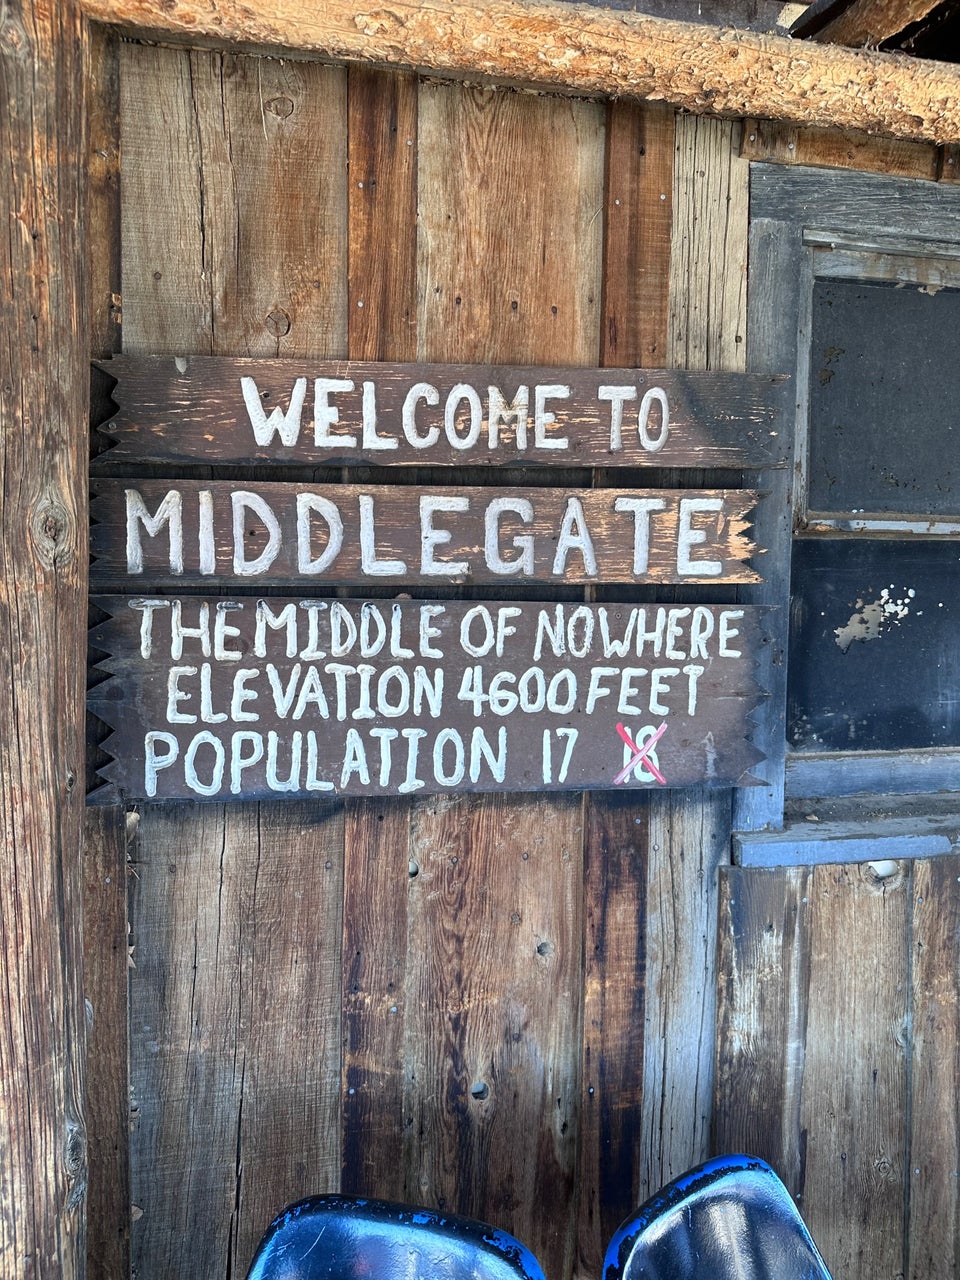 WELCOME TO
MIDDLEGATE
THE MIDDLE OF NOWHERE
ELEVATION 4600 FEET
POPULATION 17 18